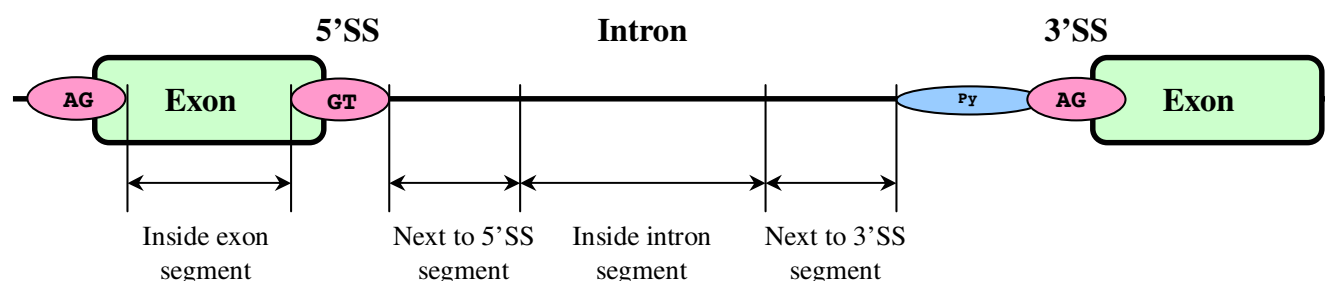 5’SS Intron 3’SS
AG Exon GT Py AG Exon
Inside exon Next to 5’SS Inside intron Next to 3’SS
segment segment segment segment